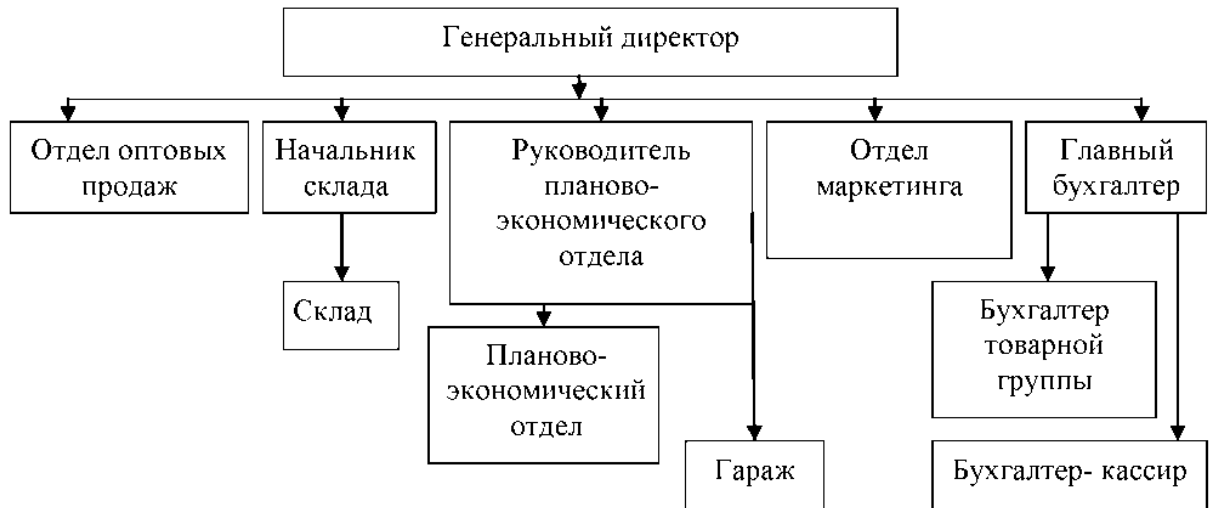 Генеральный директор
Отдел оптовых
продаж
Начальник
склада
Руководитель
планово-
экономического
отдела
Отдел
маркетинга
Главный
бухгалтер
Склад
Планово-
экономический
отдел
Гараж
Бухгалтер
товарной
группы
Бухгалтер- кассир